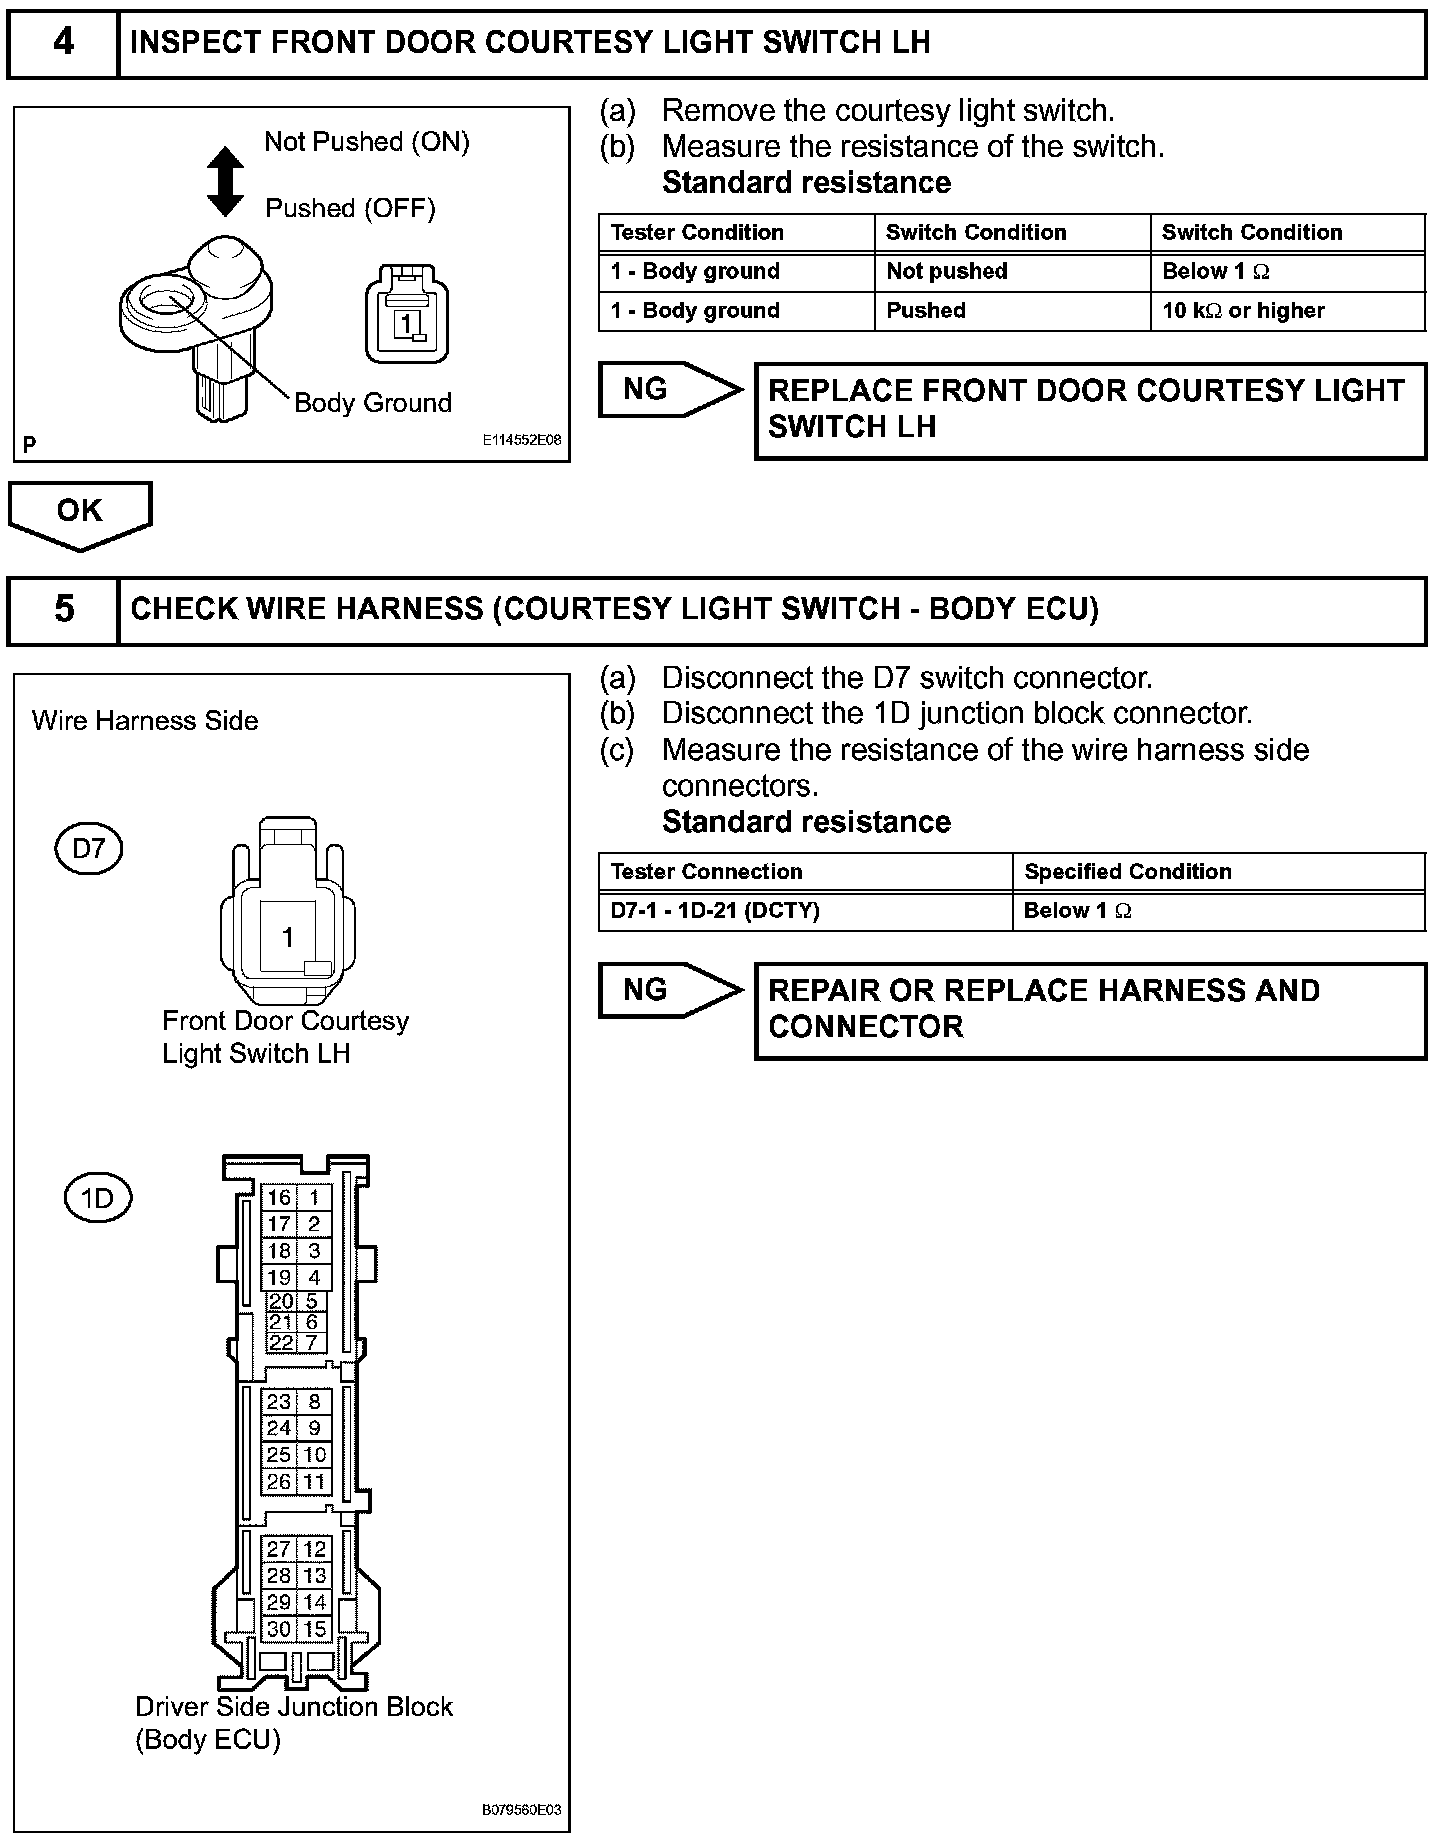 4 INSPECT FRONT DOOR COURTESY LIGHT SWITCH LH
Not Pushed (ON)
Pushed (OFF)
1
Body Ground
P
E114552E08
(a) Remove the courtesy light switch.
(b) Measure the resistance of the switch.
Standard resistance
Tester Condition Switch Condition Switch Condition
1 - Body ground Not pushed Below 1 Ω
1 - Body ground Pushed 10 kΩ or higher
NG
REPLACE FRONT DOOR COURTESY LIGHT
SWITCH LH
OK
5 CHECK WIRE HARNESS (COURTESY LIGHT SWITCH - BODY ECU)
Wire Harness Side
D7
1
Front Door Courtesy
Light Switch LH
1D
16 1
17 2
18 3
19 4
20 5
21 6
22 7
23 8
24 9
25 10
26 11
27 12
28 13
29 14
30 15
Driver Side Junction Block
(Body ECU)
B079560E03
(a) Disconnect the D7 switch connector.
(b) Disconnect the 1D junction block connector.
(c) Measure the resistance of the wire harness side
connectors.
Standard resistance
Tester Connection Specified Condition
D7-1 - 1D-21 (DCTY) Below 1 Ω
NG
REPAIR OR REPLACE HARNESS AND
CONNECTOR